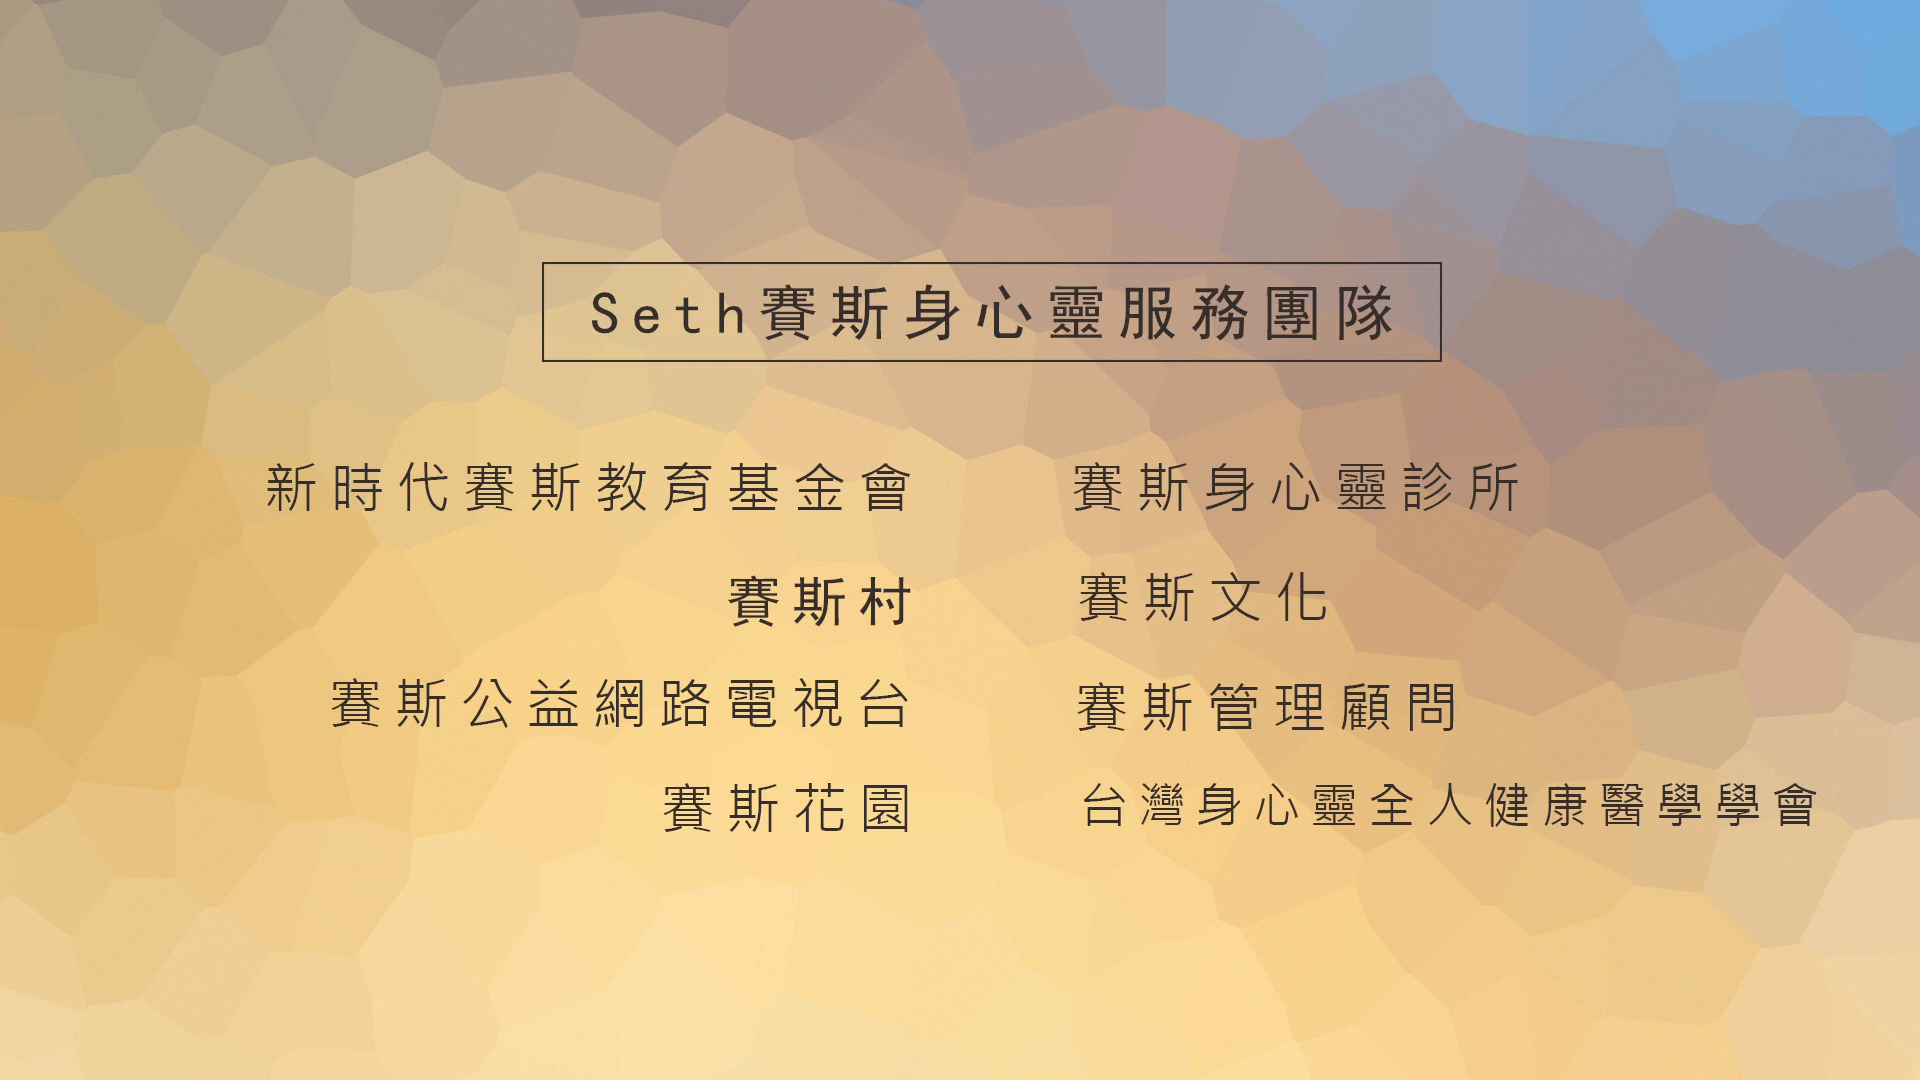 Seth賽斯身心靈服務團隊
新時代賽斯教育基金會
賽斯身心靈診所
賽斯村
賽斯文化
賽斯公益網路電視台
賽斯管理顧問
賽斯花園
台灣身心靈全人健康醫學學會